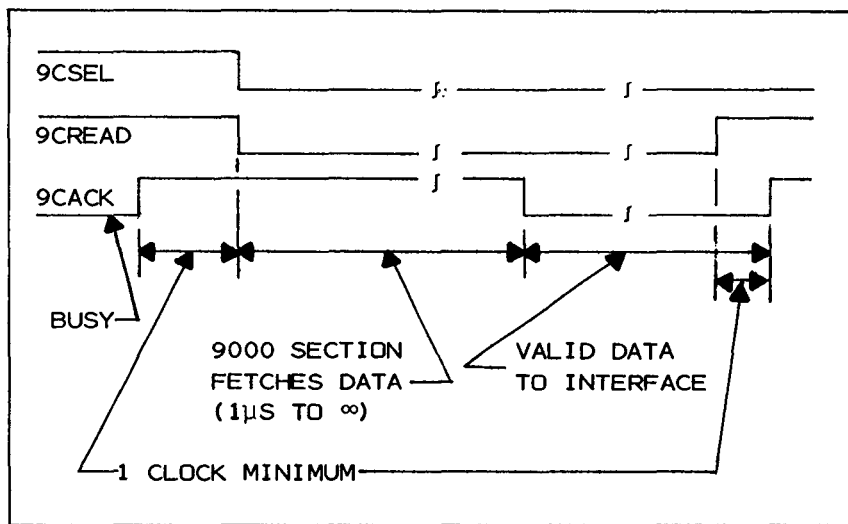 9CSEL
9CREAD
9CACK
BUSY
9000 SECTION
FETCHES DATA
(1µS TO ∞)
VALID DATA
TO INTERFACE
1 CLOCK MINIMUM